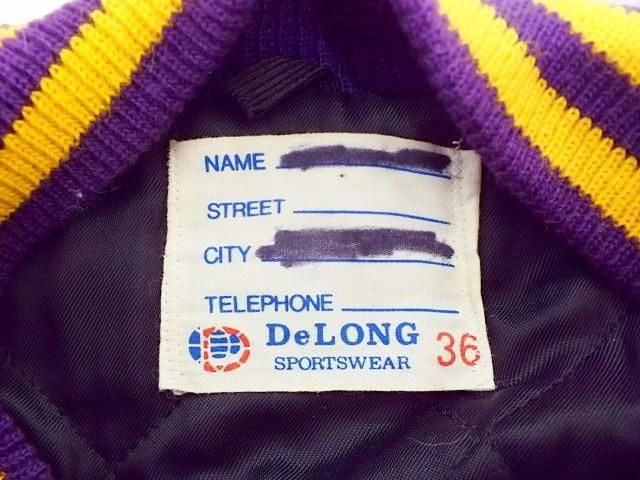 NAME
STREET
CITY
TELEPHONE
DeLONG
SPORTSWEAR 36